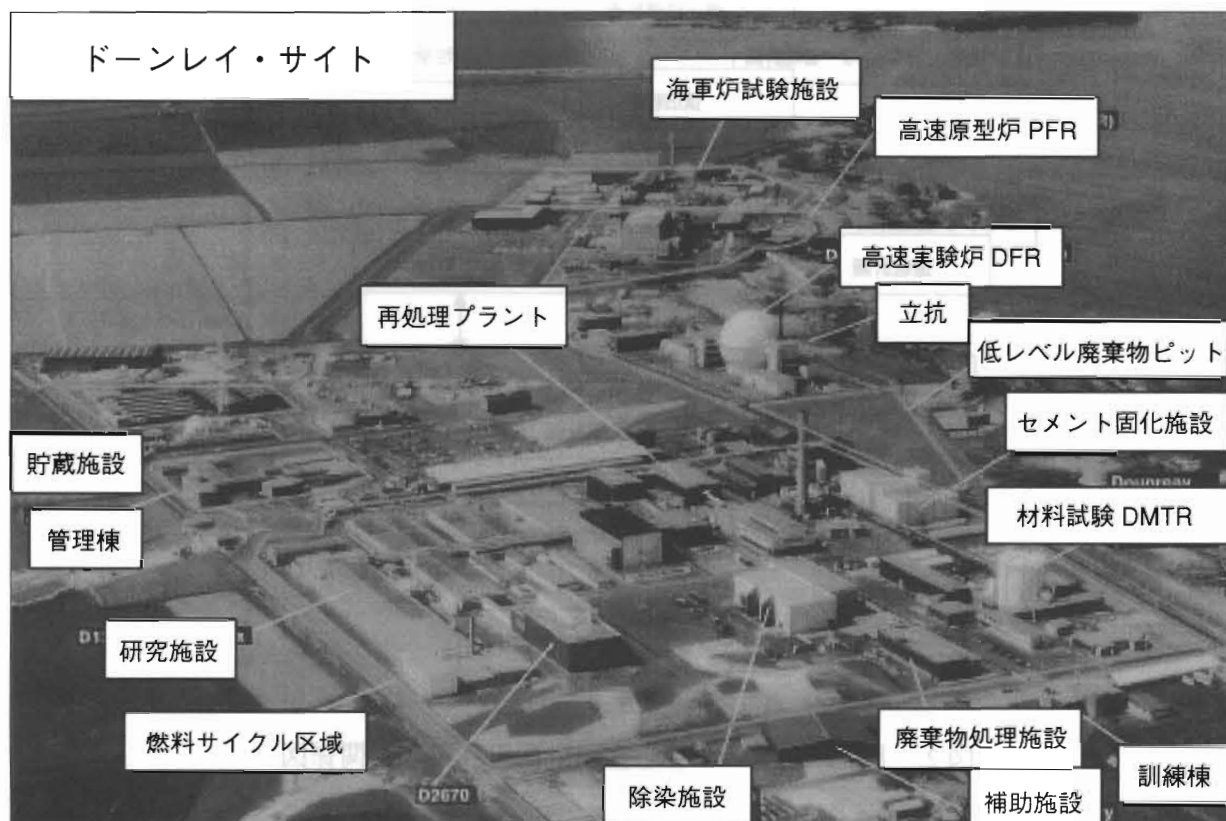 ドーンレイ・サイト
海軍炉試験施設
高速原型炉 PFR
高速実験炉 DFR
再処理プラント
立抗
低レベル廃棄物ピット
セメント固化施設
貯蔵施設
材料試験 DMTR
管理棟
研究施設
燃料サイクル区域
廃棄物処理施設
訓練棟
除染施設
補助施設
D2670